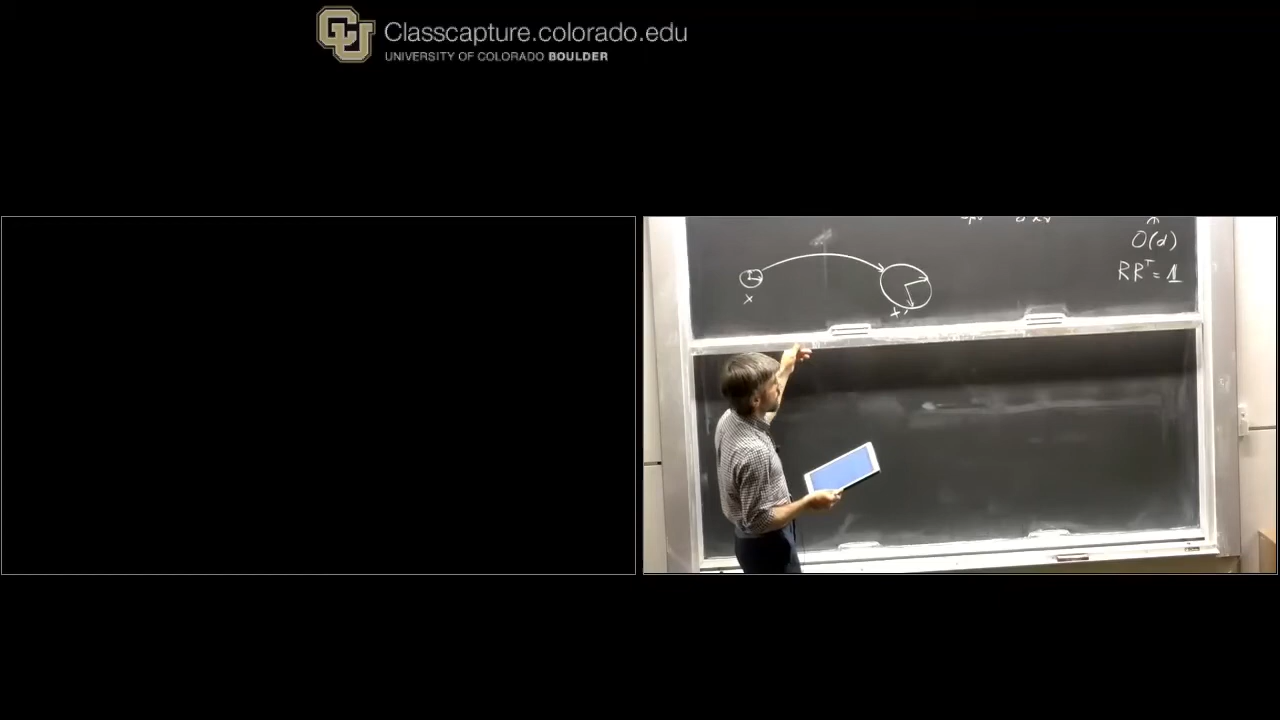 Classcapture.colorado.edu
UNIVERSITY OF COLORADO BOULDER
O(d)
RRᵀ = 1
x
x'